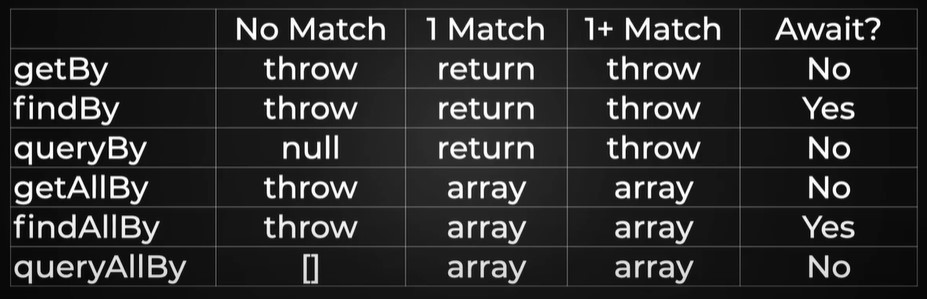 No Match 1 Match 1+ Match Await?
getBy throw return throw No
findBy throw return throw Yes
queryBy null return throw No
getAllBy throw array array No
findAllBy throw array array Yes
queryAllBy [] array array No